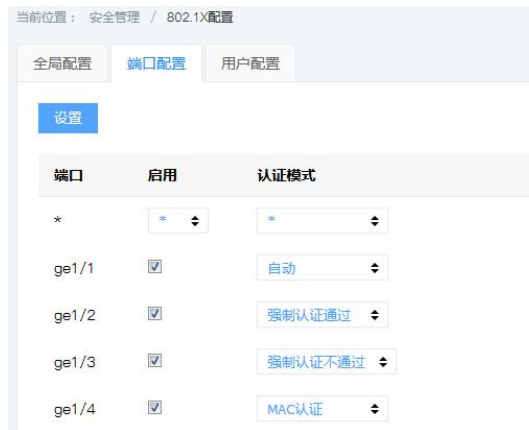 当前位置： 安全管理 / 802.1X配置
全局配置 端口配置 用户配置
设置
端口 启用 认证模式
* * *
ge1/1 自动
ge1/2 强制认证通过
ge1/3 强制认证不通过
ge1/4 MAC认证